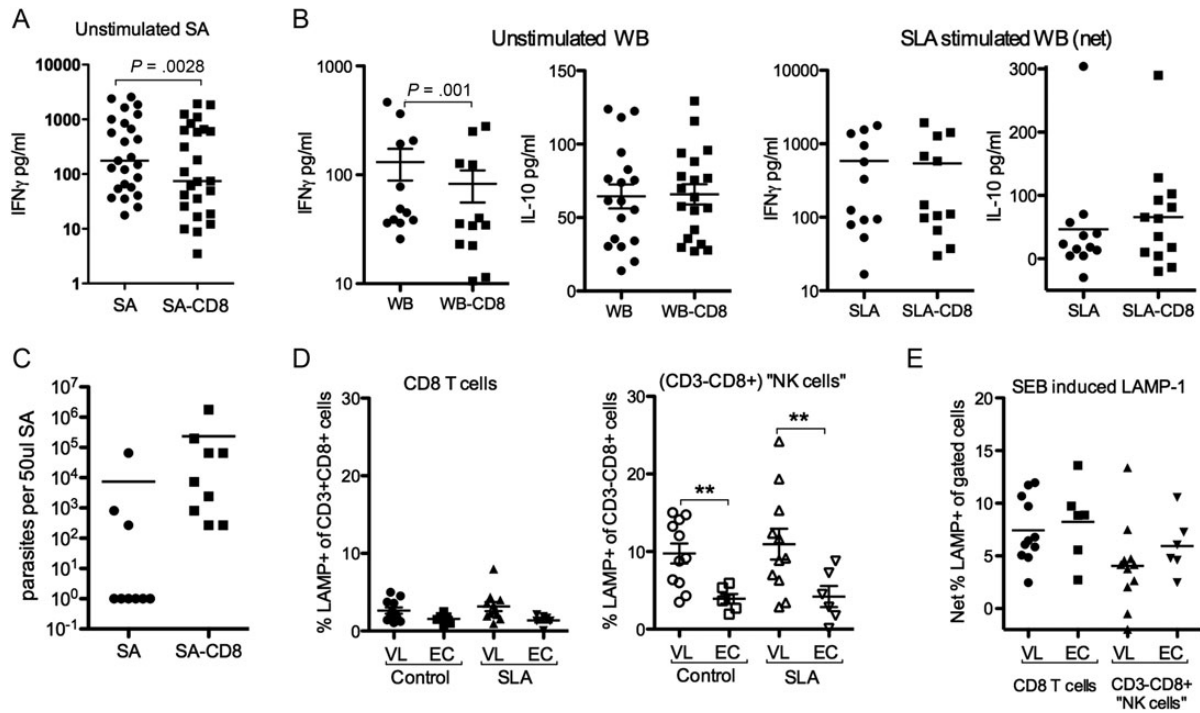 A
Unstimulated SA
P = .0028
IFNγ pg/ml
10000
1000
100
10
1
SA
SA-CD8
B
Unstimulated WB
P = .001
IFNγ pg/ml
1000
100
10
WB
WB-CD8
IL-10 pg/ml
150
100
50
0
WB
WB-CD8
SLA stimulated WB (net)
IFNγ pg/ml
10000
1000
100
10
SLA
SLA-CD8
IL-10 pg/ml
300
200
100
0
SLA
SLA-CD8
C
parasites per 50ul SA
10⁷
10⁶
10⁵
10⁴
10³
10²
10¹
10⁰
10⁻¹
SA
SA-CD8
D
CD8 T cells
% LAMP+ of CD3+CD8+ cells
30
20
10
0
VL
EC
VL
EC
Control
SLA
(CD3-CD8+) "NK cells"
% LAMP+ of CD3-CD8+ cells
30
20
10
0
**
**
VL
EC
VL
EC
Control
SLA
E
SEB induced LAMP-1
Net % LAMP+ of gated cells
20
15
10
5
0
VL
EC
VL
EC
CD8 T cells
CD3-CD8+
"NK cells"